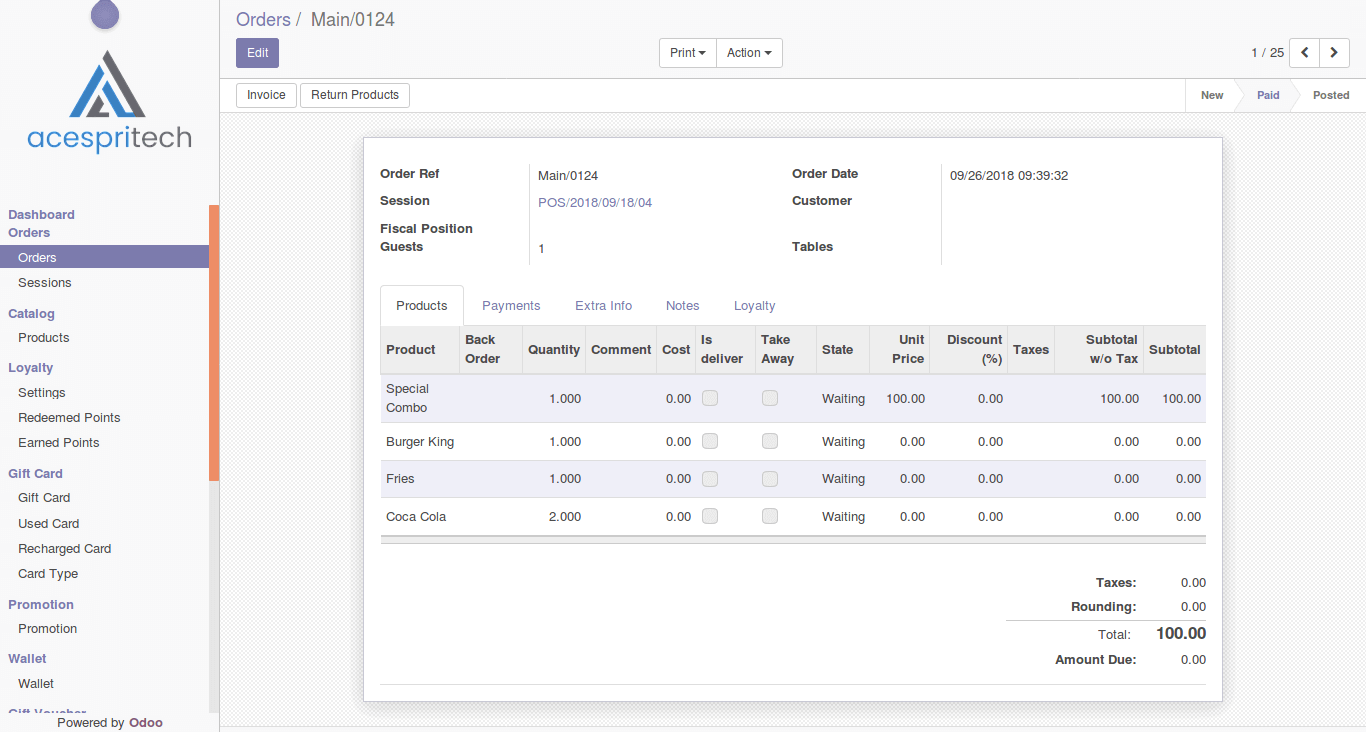 acespritech
Dashboard
Orders
Orders
Sessions
Catalog
Products
Loyalty
Settings
Redeemed Points
Earned Points
Gift Card
Gift Card
Used Card
Recharged Card
Card Type
Promotion
Promotion
Wallet
Wallet
Gift Voucher
Powered by Odoo
Orders / Main/0124
Edit Print Action 1 / 25
Invoice Return Products New Paid Posted
Order Ref Main/0124 Order Date 09/26/2018 09:39:32
Session POS/2018/09/18/04 Customer
Fiscal Position
Guests 1 Tables
Products Payments Extra Info Notes Loyalty
Product Back Order Quantity Comment Cost Is deliver Take Away State Unit Price Discount (%) Taxes Subtotal w/o Tax Subtotal
Special Combo 1.000 0.00 Waiting 100.00 0.00 100.00 100.00
Burger King 1.000 0.00 Waiting 0.00 0.00 0.00 0.00
Fries 1.000 0.00 Waiting 0.00 0.00 0.00 0.00
Coca Cola 2.000 0.00 Waiting 0.00 0.00 0.00 0.00
Taxes: 0.00
Rounding: 0.00
Total: 100.00
Amount Due: 0.00